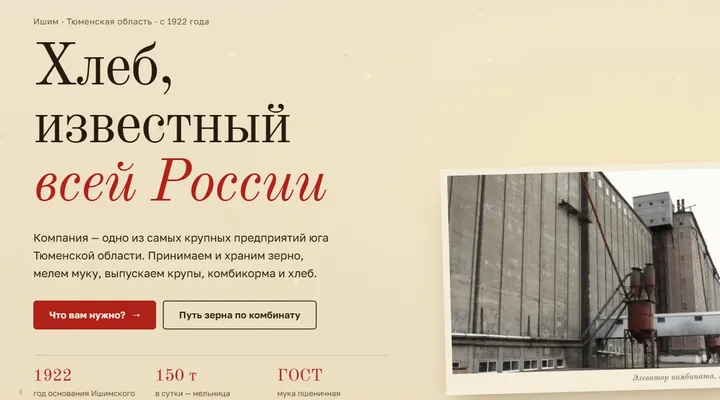 Ишим · Тюменская область · с 1922 года
Хлеб,
известный
всей России
Компания — одно из самых крупных предприятий юга
Тюменской области. Принимаем и храним зерно,
мелем муку, выпускаем крупы, комбикорма и хлеб.
Что вам нужно? →
Путь зерна по комбинату
1922
150 т
ГОСТ
год основания Ишимского
в сутки — мельница
мука пшеничная
Элеватор комбината,